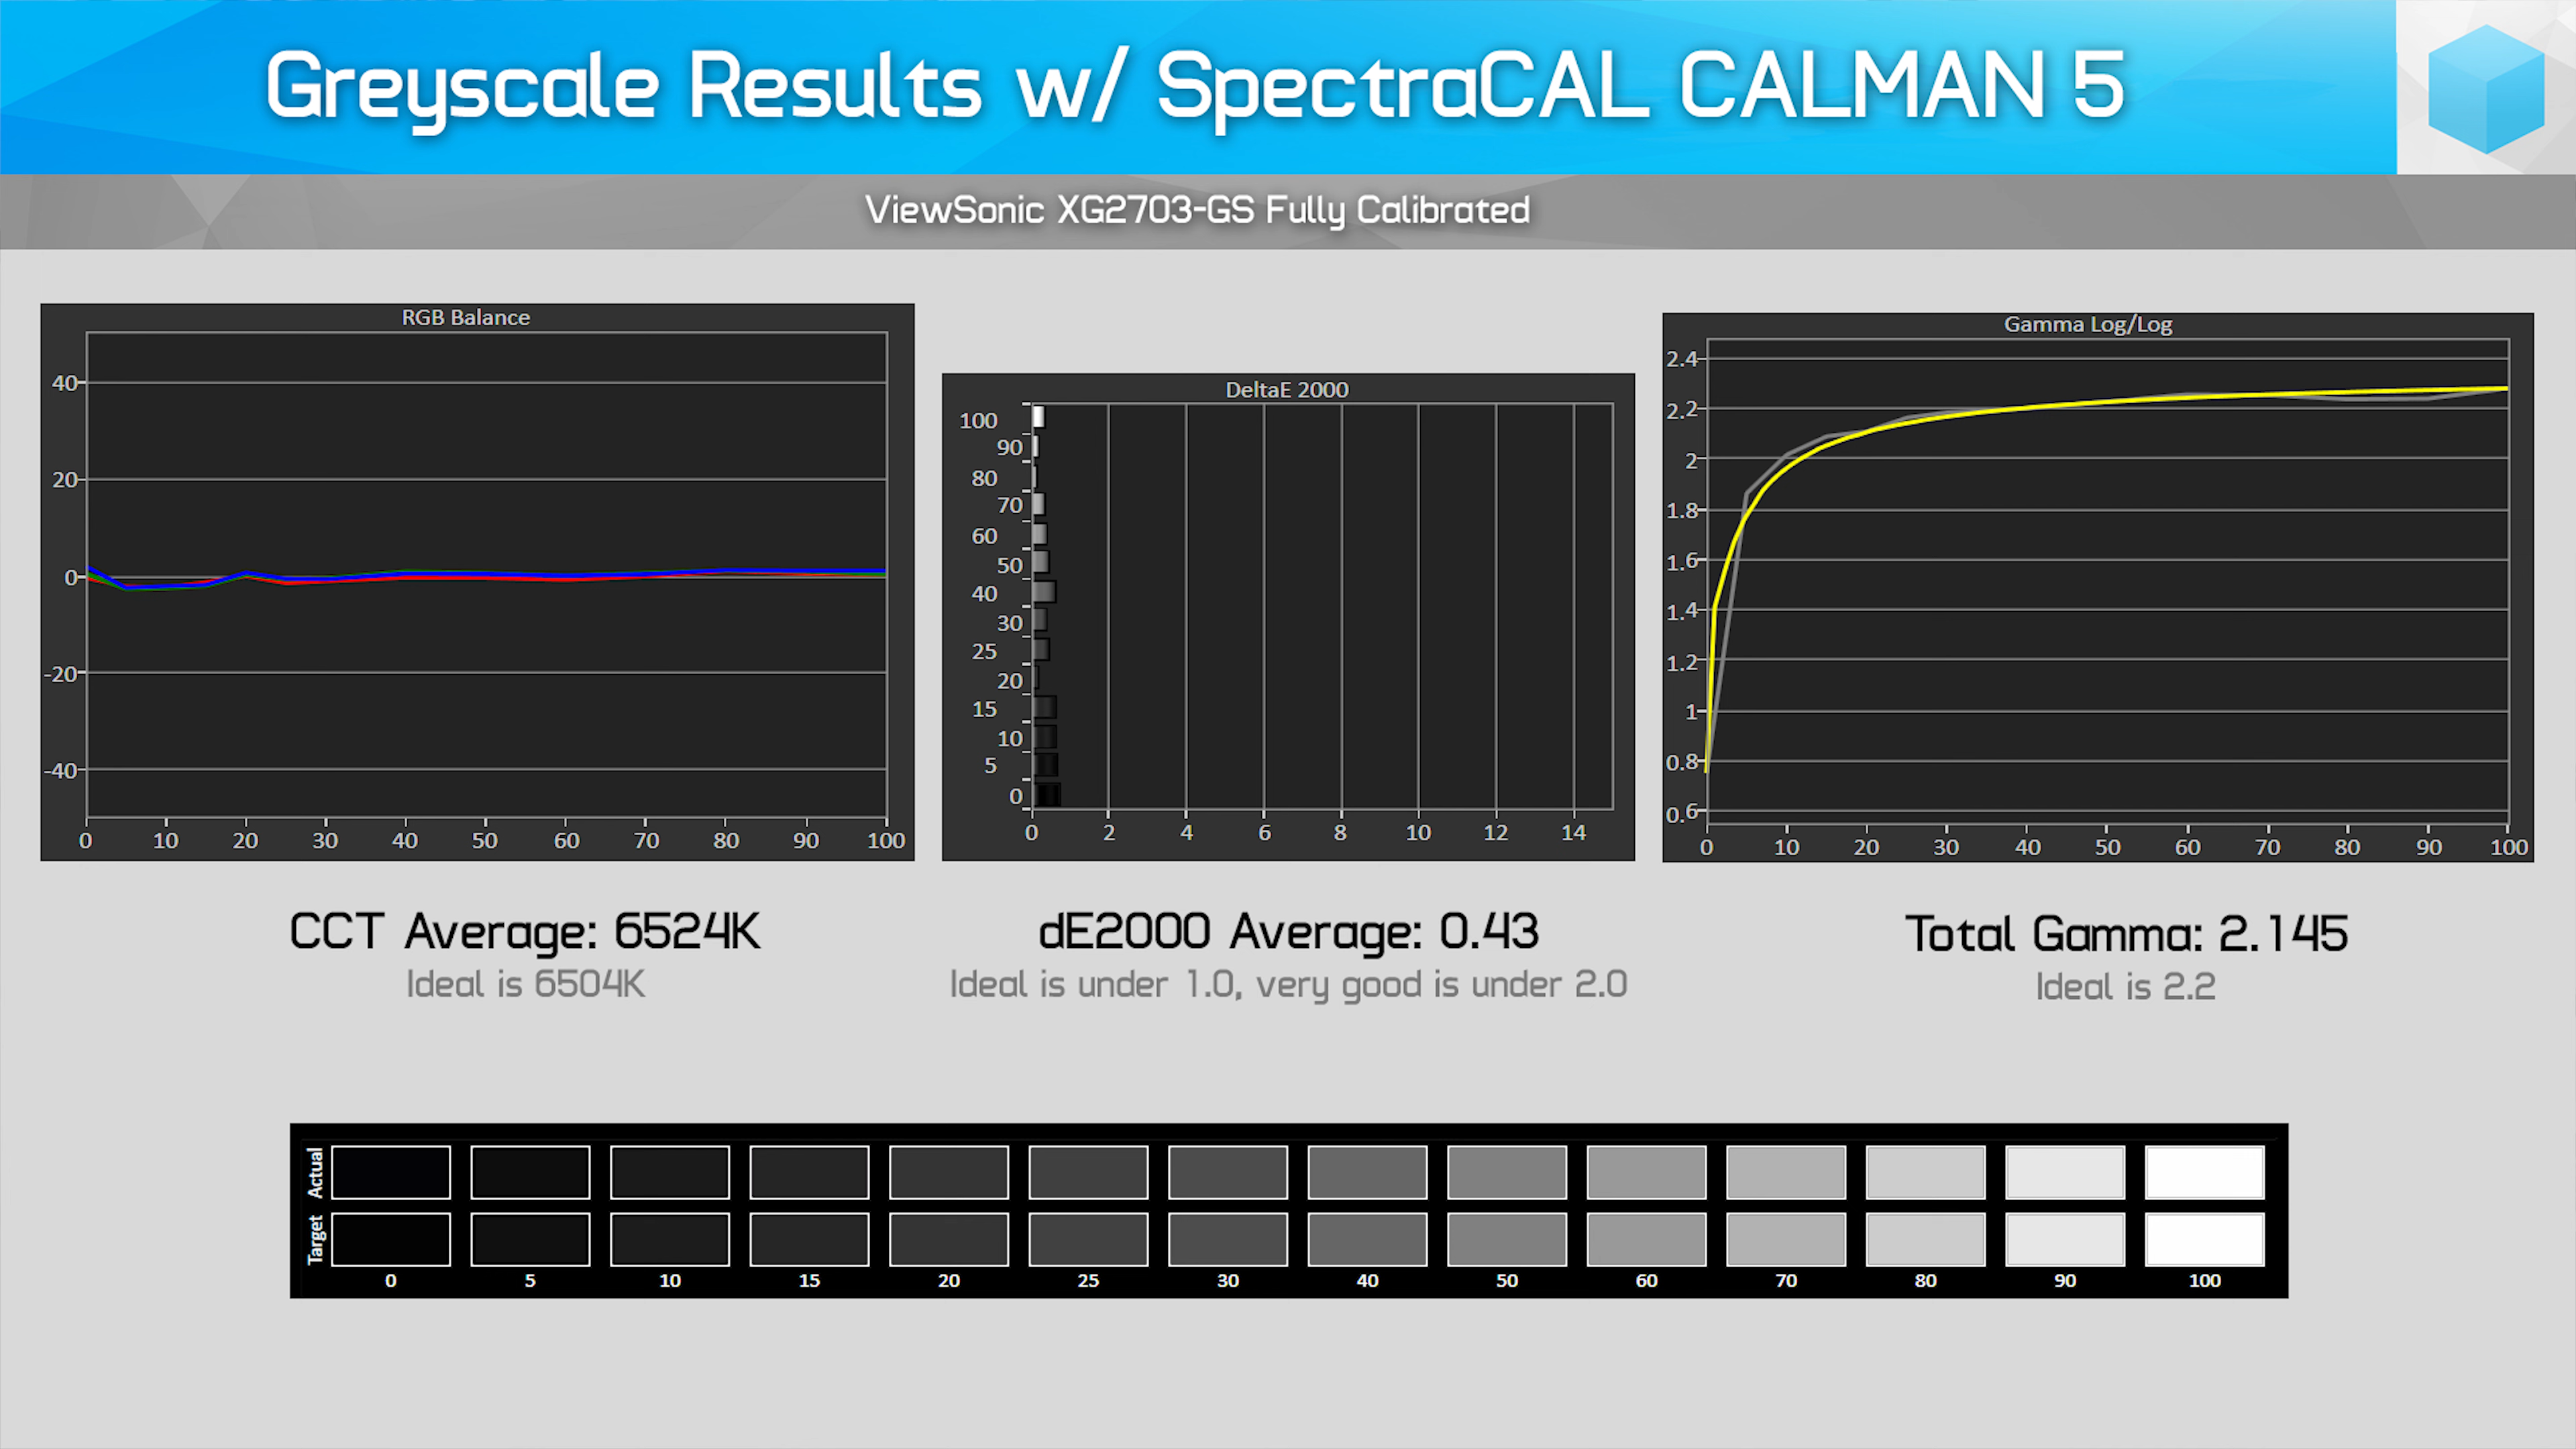 Greyscale Results w/ SpectraCAL CALMAN 5
ViewSonic XG2703-GS Fully Calibrated
RGB Balance
40
20
0
-20
-40
0 10 20 30 40 50 60 70 80 90 100
DeltaE 2000
100
90
80
70
60
50
40
30
25
20
15
10
5
0
0 2 4 6 8 10 12 14
Gamma Log/Log
2.4
2.2
2
1.8
1.6
1.4
1.2
1
0.8
0.6
0 10 20 30 40 50 60 70 80 90 100
CCT Average: 6524K
Ideal is 6504K
dE2000 Average: 0.43
Ideal is under 1.0, very good is under 2.0
Total Gamma: 2.145
Ideal is 2.2
Actual
Target
0 5 10 15 20 25 30 40 50 60 70 80 90 100